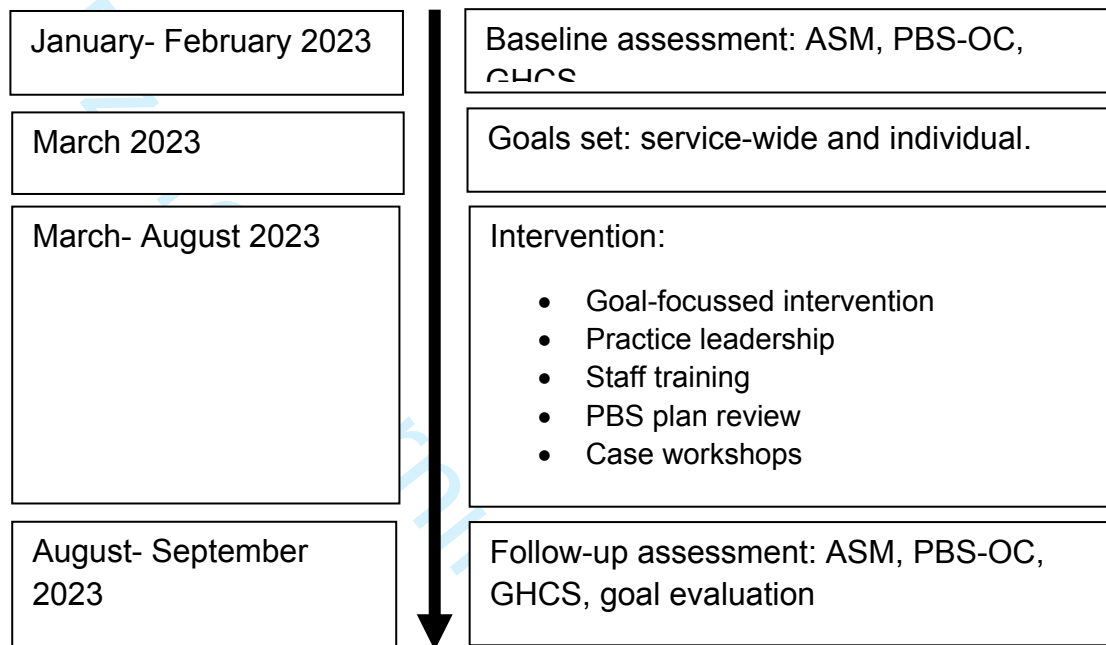 January- February 2023
Baseline assessment: ASM, PBS-OC,
GHCS
March 2023
Goals set: service-wide and individual.
March- August 2023
Intervention:
• Goal-focussed intervention
• Practice leadership
• Staff training
• PBS plan review
• Case workshops
August- September
2023
Follow-up assessment: ASM, PBS-OC,
GHCS, goal evaluation